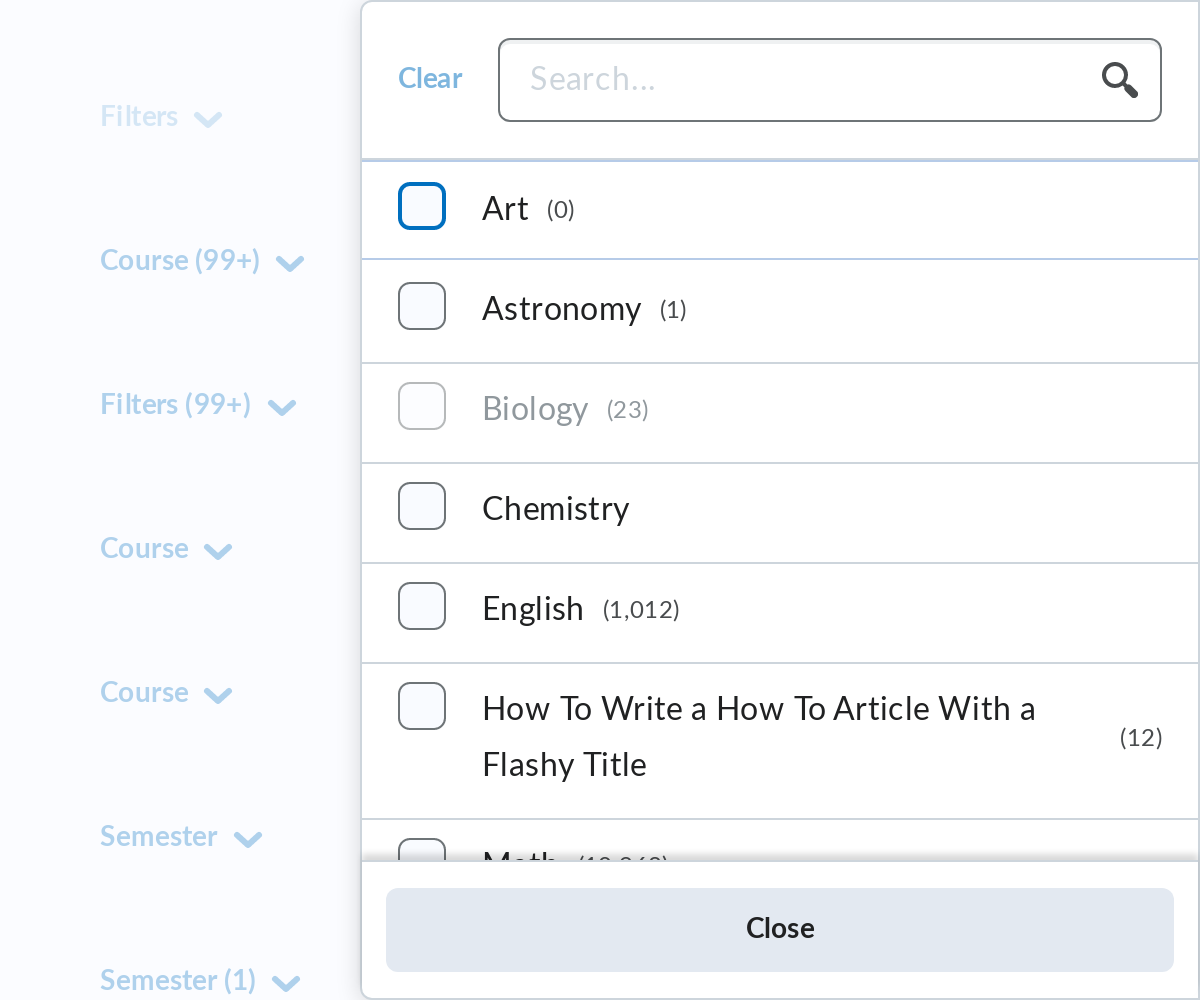 Filters
Course (99+)
Filters (99+)
Course
Course
Semester
Semester (1)
Clear
Search...
Art (0)
Astronomy (1)
Biology (23)
Chemistry
English (1,012)
How To Write a How To Article With a
Flashy Title
(12)
Math
Close